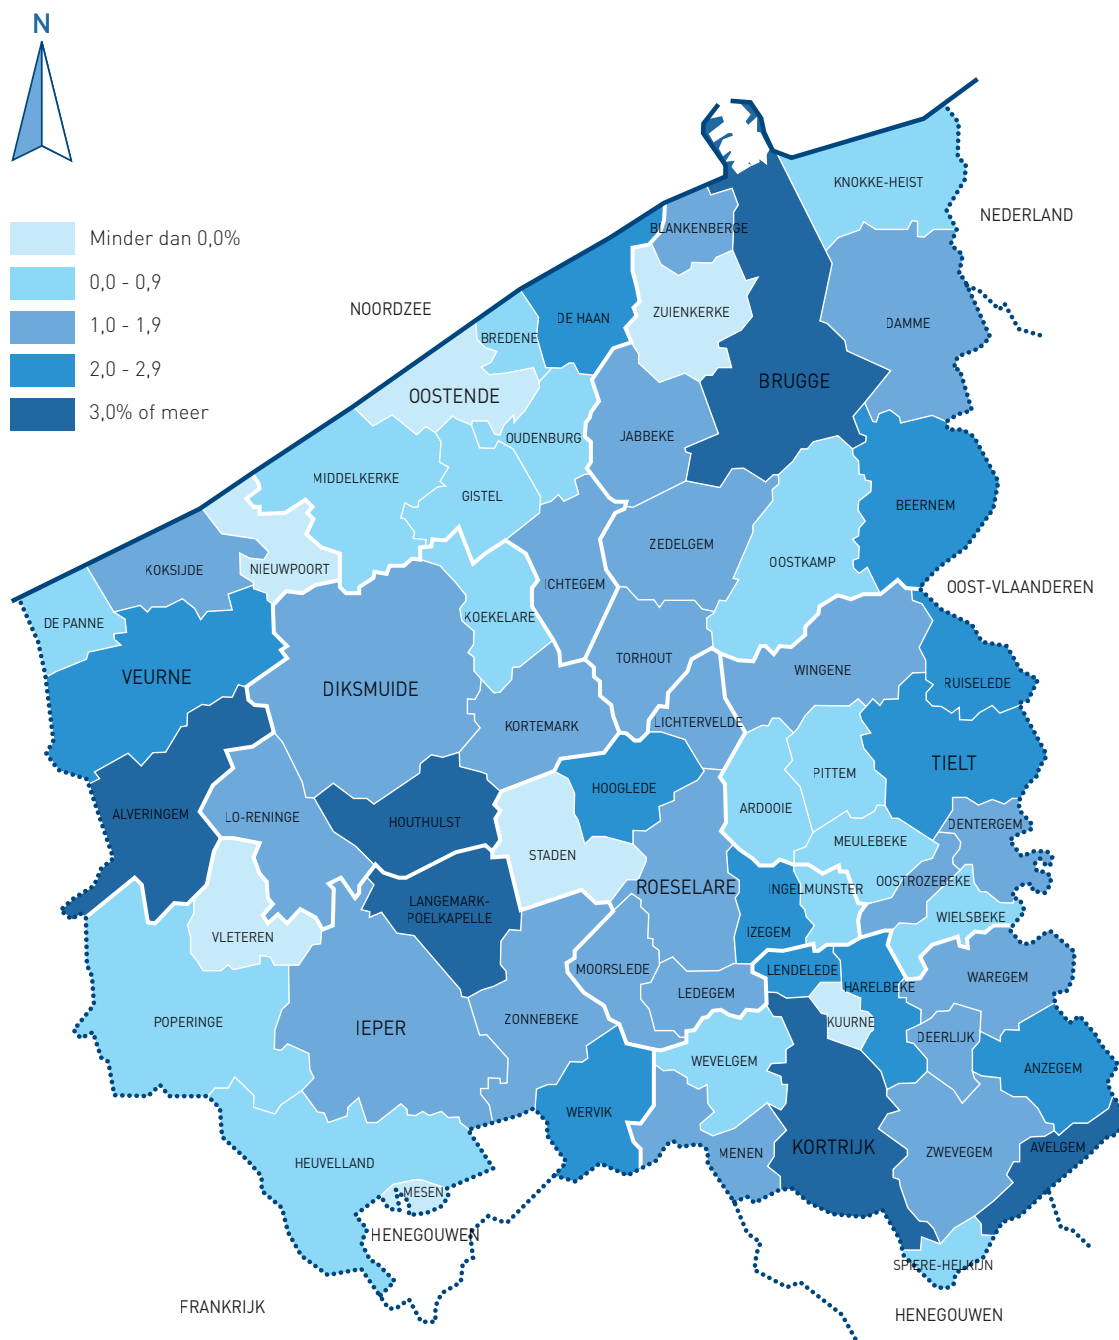 N
KNOKKE-HEIST
NEDERLAND
BLANKENBERGE
Minder dan 0,0%
0,0 - 0,9
1,0 - 1,9
2,0 - 2,9
3,0% of meer
NOORDZEE
ZUIENKERKE
DE HAAN
DAMME
BREDENE
BRUGGE
OOSTENDE
OUDENBURG
JABBEKE
MIDDELKERKE
GISTEL
BEERNEM
ZEDELGEM
OOSTKAMP
KOKSIJDE
NIEUWPOORT
ICHTEGEM
OOST-VLAANDEREN
DE PANNE
KOEKELARE
TORHOUT
WINGENE
VEURNE
DIKSMUIDE
RUISELEDE
KORTEMARK
LICHTERVELDE
TIELT
PITTEM
HOOGLEDE
ARDOOIE
ALVERINGEM
LO-RENINGE
HOUTHULST
DENTERGEM
MEULEBEKE
STADEN
ROESELARE
INGELMUNSTER
OOSTROZEBEKE
LANGEMARK-
POELKAPELLE
WIELSBEKE
IZEGEM
VLETEREN
MOORSLEDE
LENDELEDE
HARELBEKE
WAREGEM
LEDEGEM
POPERINGE
IEPER
ZONNEBEKE
KUURNE
DEERLIJK
WEVELGEM
ANZEGEM
WERVIK
MENEN
KORTRIJK
ZWEVEGEM
AVELGEM
HEUVELLAND
MESEN
HENEGOUWEN
SPIERE-HELKIJN
FRANKRIJK
HENEGOUWEN